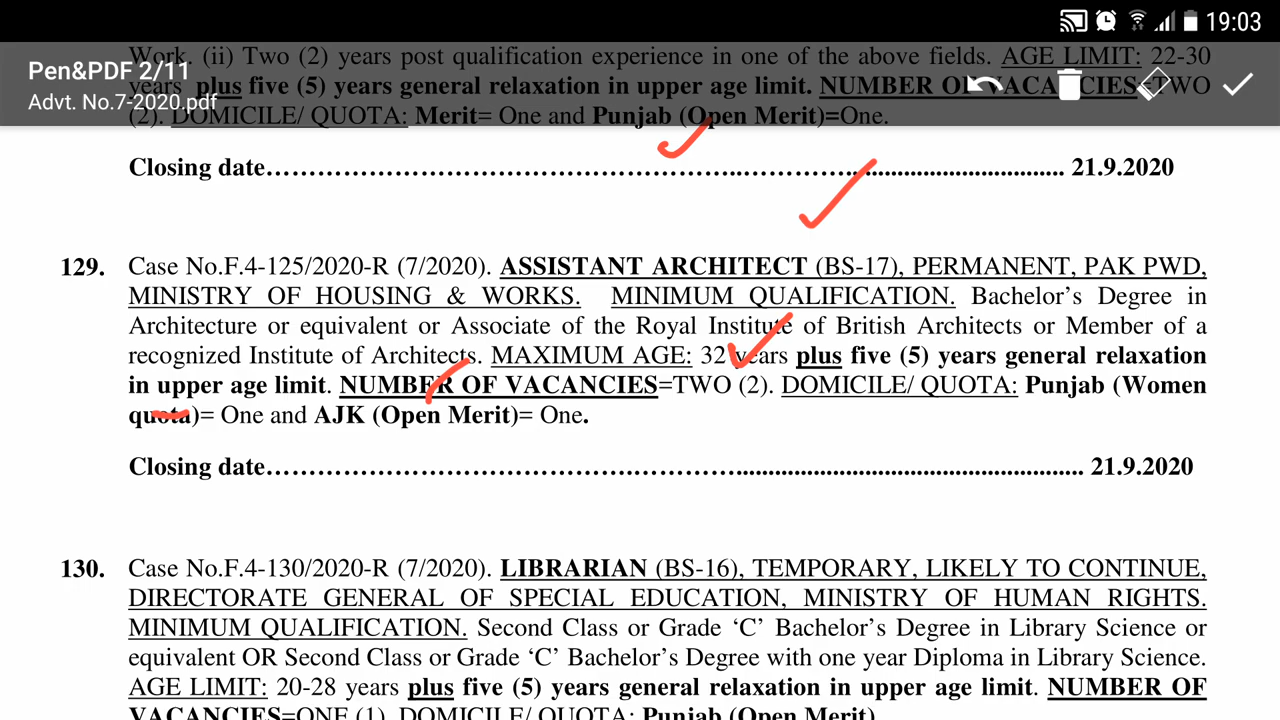 19:03
Work. (ii) Two (2) years post qualification experience in one of the above fields. AGE LIMIT: 22-30
Pen&PDF 2/11
years plus five (5) years general relaxation in upper age limit. NUMBER OF VACANCIES=TWO
Advt. No.7-2020.pdf
(2). DOMICILE/ QUOTA: Merit= One and Punjab (Open Merit)=One.
Closing date……………………………………………………..………….......................................... 21.9.2020
129. Case No.F.4-125/2020-R (7/2020). ASSISTANT ARCHITECT (BS-17), PERMANENT, PAK PWD,
MINISTRY OF HOUSING & WORKS. MINIMUM QUALIFICATION. Bachelor’s Degree in
Architecture or equivalent or Associate of the Royal Institute of British Architects or Member of a
recognized Institute of Architects. MAXIMUM AGE: 32 years plus five (5) years general relaxation
in upper age limit. NUMBER OF VACANCIES=TWO (2). DOMICILE/ QUOTA: Punjab (Women
quota)= One and AJK (Open Merit)= One.
Closing date……………………………………………………............................................................ 21.9.2020
130. Case No.F.4-130/2020-R (7/2020). LIBRARIAN (BS-16), TEMPORARY, LIKELY TO CONTINUE,
DIRECTORATE GENERAL OF SPECIAL EDUCATION, MINISTRY OF HUMAN RIGHTS.
MINIMUM QUALIFICATION. Second Class or Grade ‘C’ Bachelor’s Degree in Library Science or
equivalent OR Second Class or Grade ‘C’ Bachelor’s Degree with one year Diploma in Library Science.
AGE LIMIT: 20-28 years plus five (5) years general relaxation in upper age limit. NUMBER OF
VACANCIES=ONE (1). DOMICILE/ QUOTA: Punjab (Open Merit).